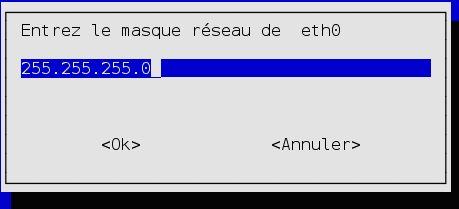 Entrez le masque réseau de  eth0
255.255.255.0
<Ok> <Annuler>